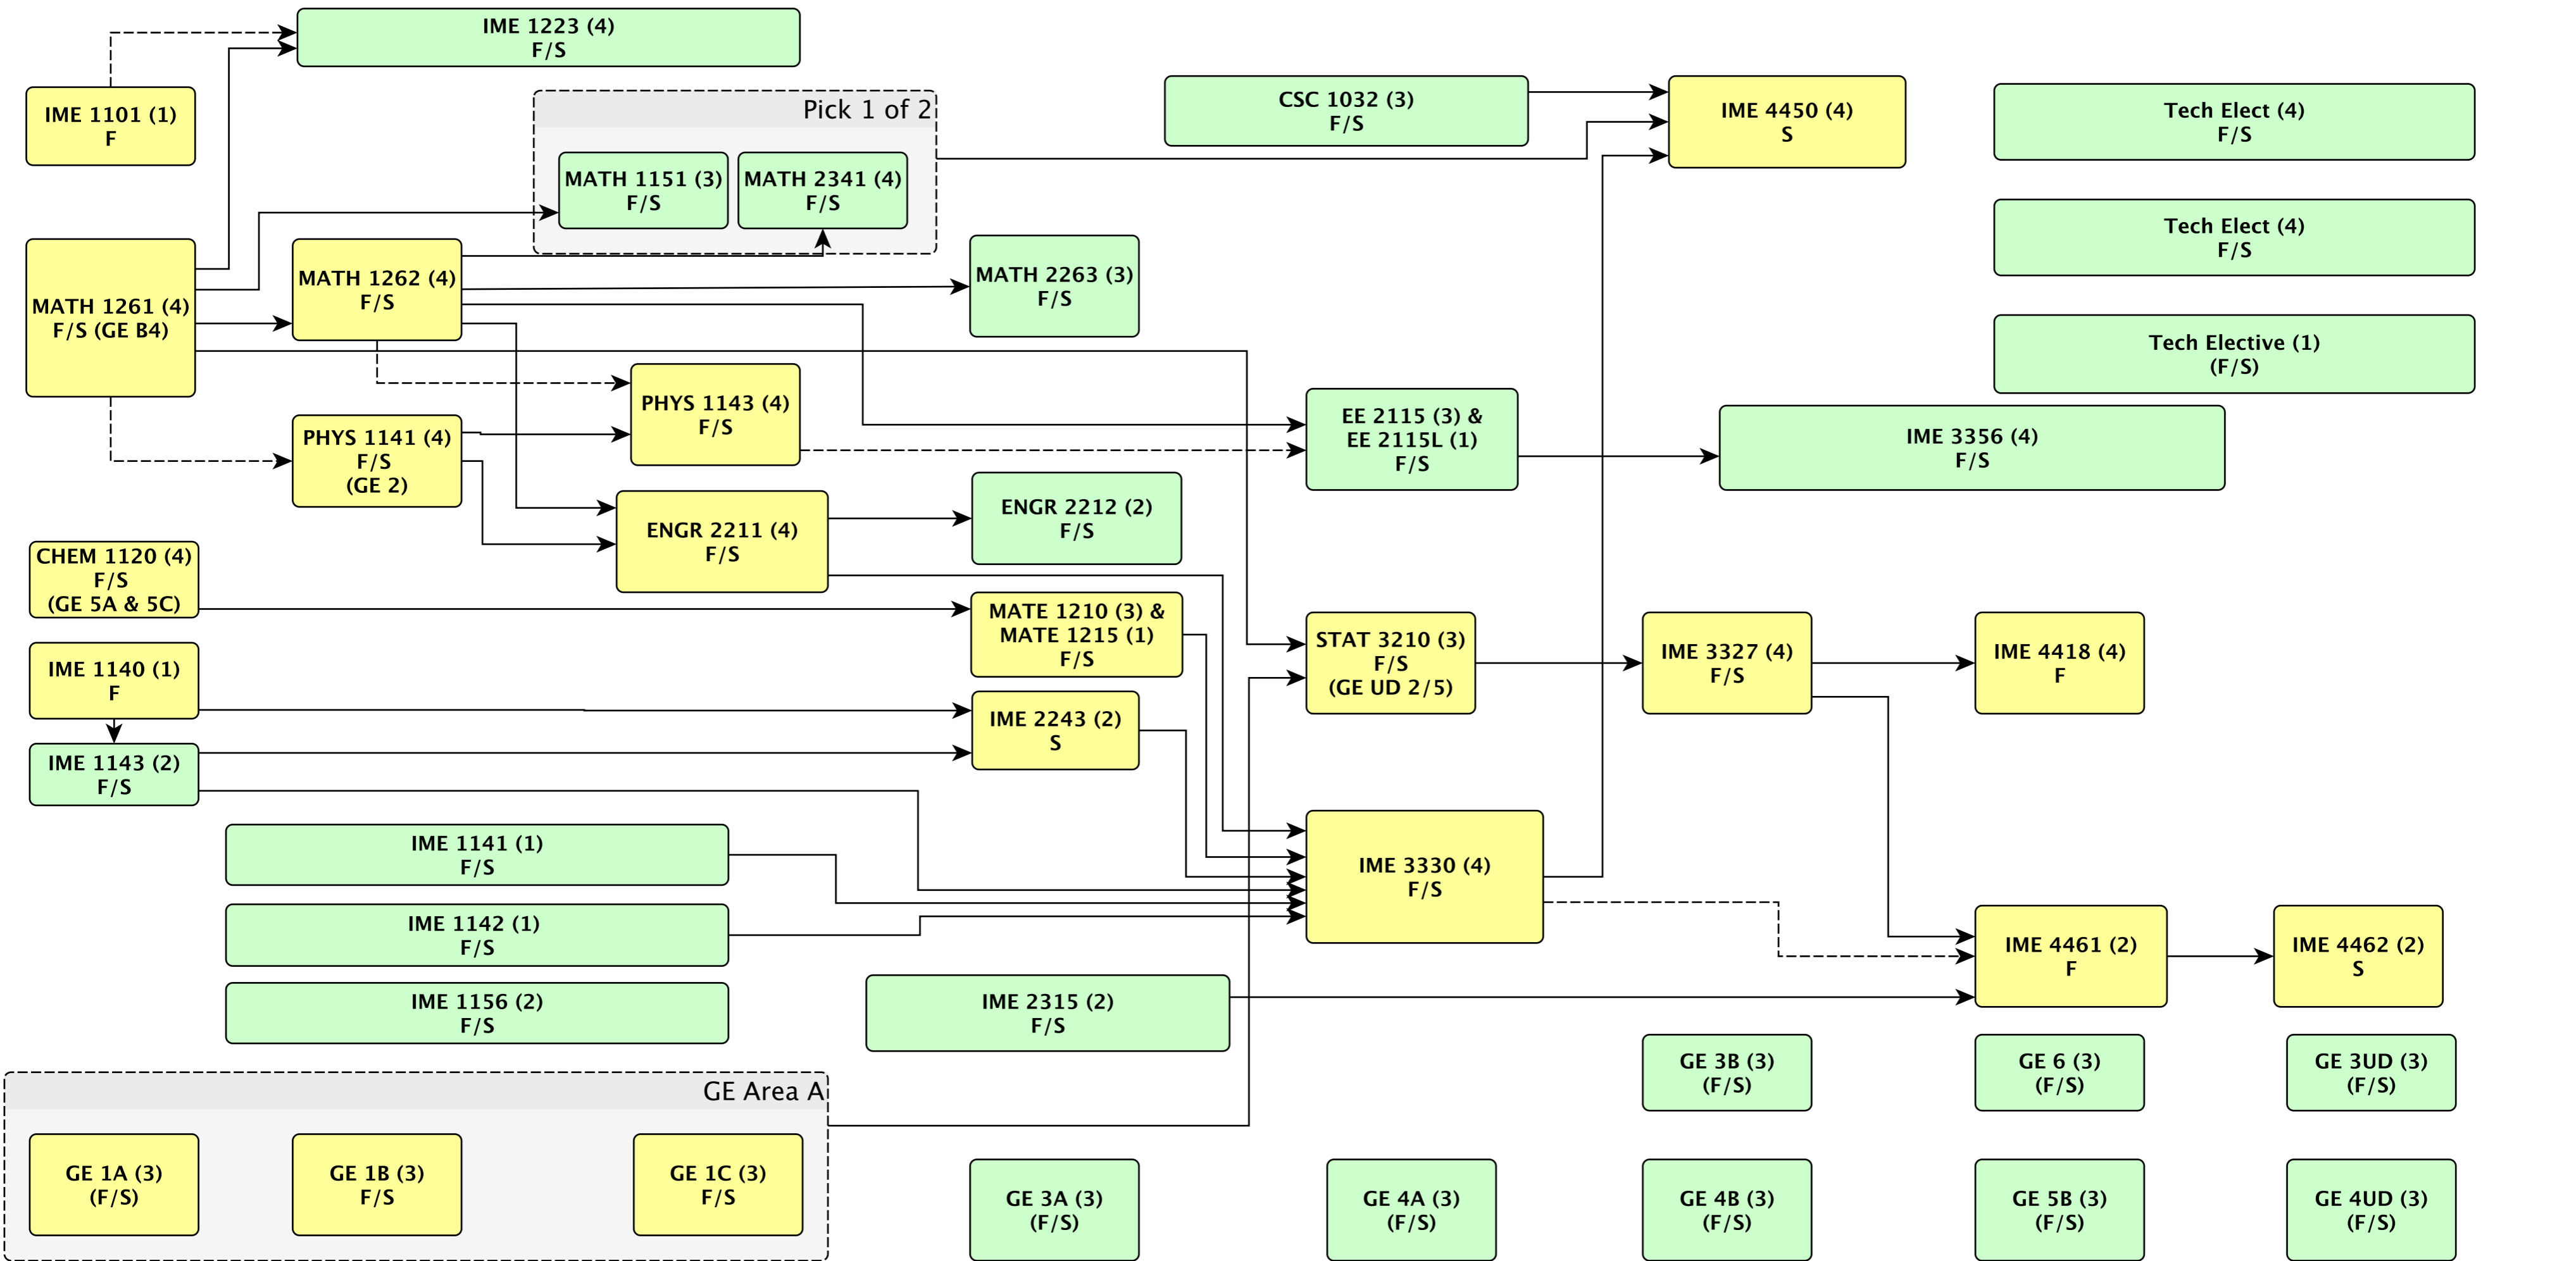 IME 1223 (4)
F/S
IME 1101 (1)
F
Pick 1 of 2
MATH 1151 (3)
F/S
MATH 2341 (4)
F/S
CSC 1032 (3)
F/S
IME 4450 (4)
S
Tech Elect (4)
F/S
Tech Elect (4)
F/S
Tech Elective (1)
(F/S)
MATH 1261 (4)
F/S (GE B4)
MATH 1262 (4)
F/S
MATH 2263 (3)
F/S
PHYS 1141 (4)
F/S
(GE 2)
PHYS 1143 (4)
F/S
EE 2115 (3) &
EE 2115L (1)
F/S
IME 3356 (4)
F/S
ENGR 2211 (4)
F/S
ENGR 2212 (2)
F/S
CHEM 1120 (4)
F/S
(GE 5A & 5C)
MATE 1210 (3) &
MATE 1215 (1)
F/S
STAT 3210 (3)
F/S
(GE UD 2/5)
IME 3327 (4)
F/S
IME 4418 (4)
F
IME 1140 (1)
F
IME 2243 (2)
S
IME 1143 (2)
F/S
IME 1141 (1)
F/S
IME 3330 (4)
F/S
IME 1142 (1)
F/S
IME 4461 (2)
F
IME 4462 (2)
S
IME 1156 (2)
F/S
IME 2315 (2)
F/S
GE 3B (3)
(F/S)
GE 6 (3)
(F/S)
GE 3UD (3)
(F/S)
GE Area A
GE 1A (3)
(F/S)
GE 1B (3)
F/S
GE 1C (3)
F/S
GE 3A (3)
(F/S)
GE 4A (3)
(F/S)
GE 4B (3)
(F/S)
GE 5B (3)
(F/S)
GE 4UD (3)
(F/S)